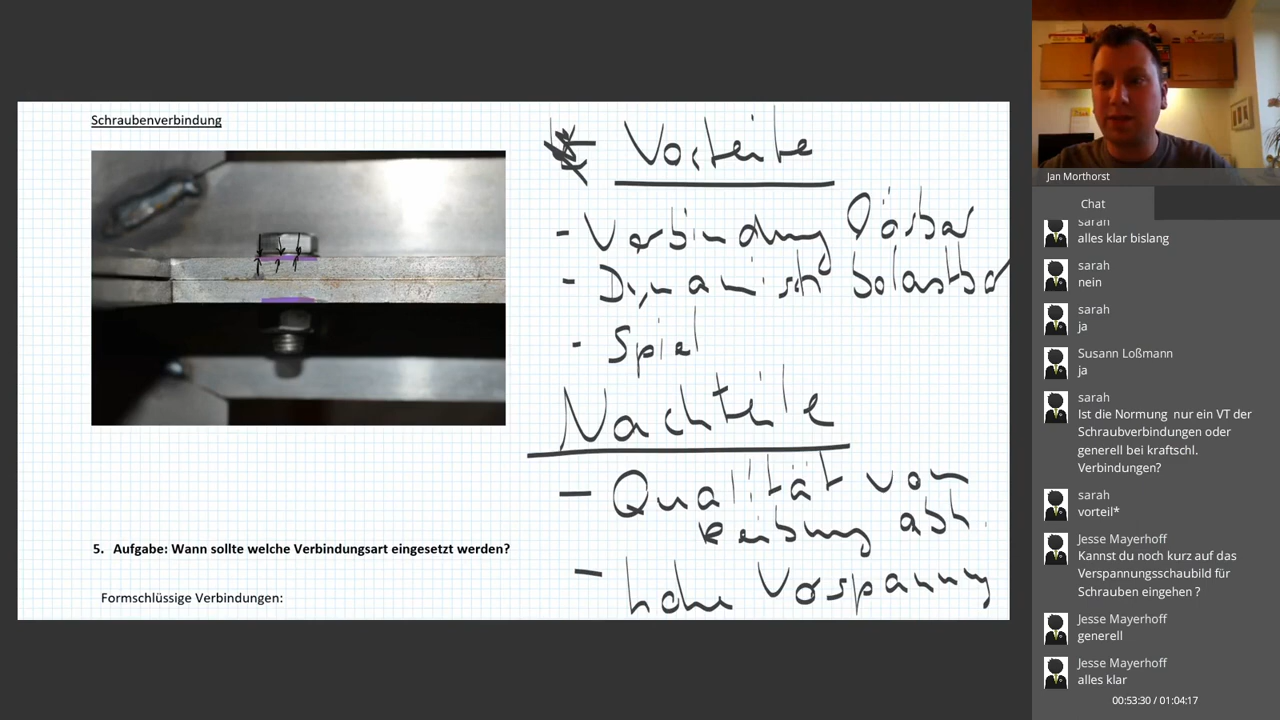 Schraubenverbindung
Vorteile
- Verbindung lösbar
- Dynamisch belastbar
- Spiel
Nachteile
- Qualität von
Reibung abh.
- hohe Vorspannung
5. Aufgabe: Wann sollte welche Verbindungsart eingesetzt werden?
Formschlüssige Verbindungen:
Jan Morthorst
Chat
sarah
alles klar bislang
sarah
nein
sarah
ja
Susann Loßmann
ja
sarah
Ist die Normung nur ein VT der
Schraubverbindungen oder
generell bei kraftschl.
Verbindungen?
sarah
vorteil*
Jesse Mayerhoff
Kannst du noch kurz auf das
Verspannungsschaubild für
Schrauben eingehen ?
Jesse Mayerhoff
generell
Jesse Mayerhoff
alles klar
00:53:30 / 01:04:17